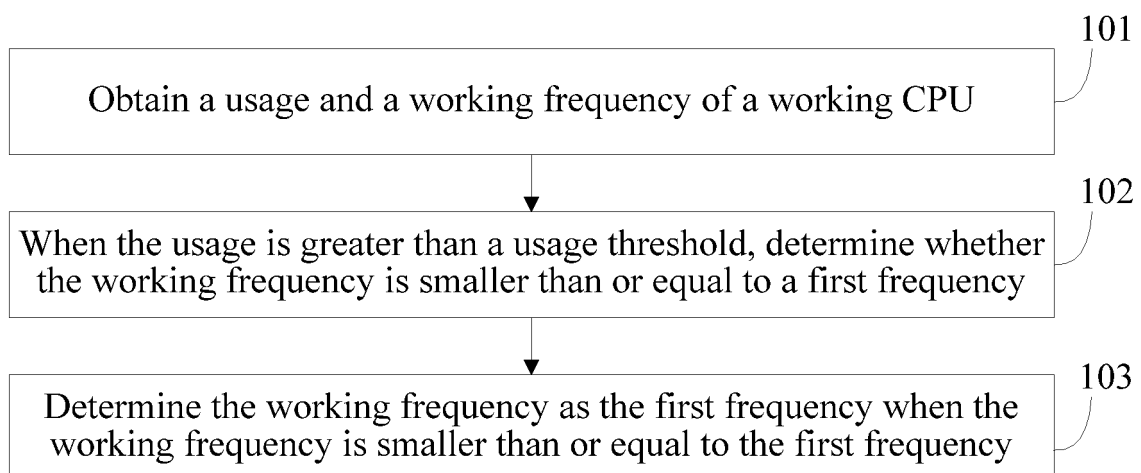 101
Obtain a usage and a working frequency of a working CPU
102
When the usage is greater than a usage threshold, determine whether
the working frequency is smaller than or equal to a first frequency
103
Determine the working frequency as the first frequency when the
working frequency is smaller than or equal to the first frequency